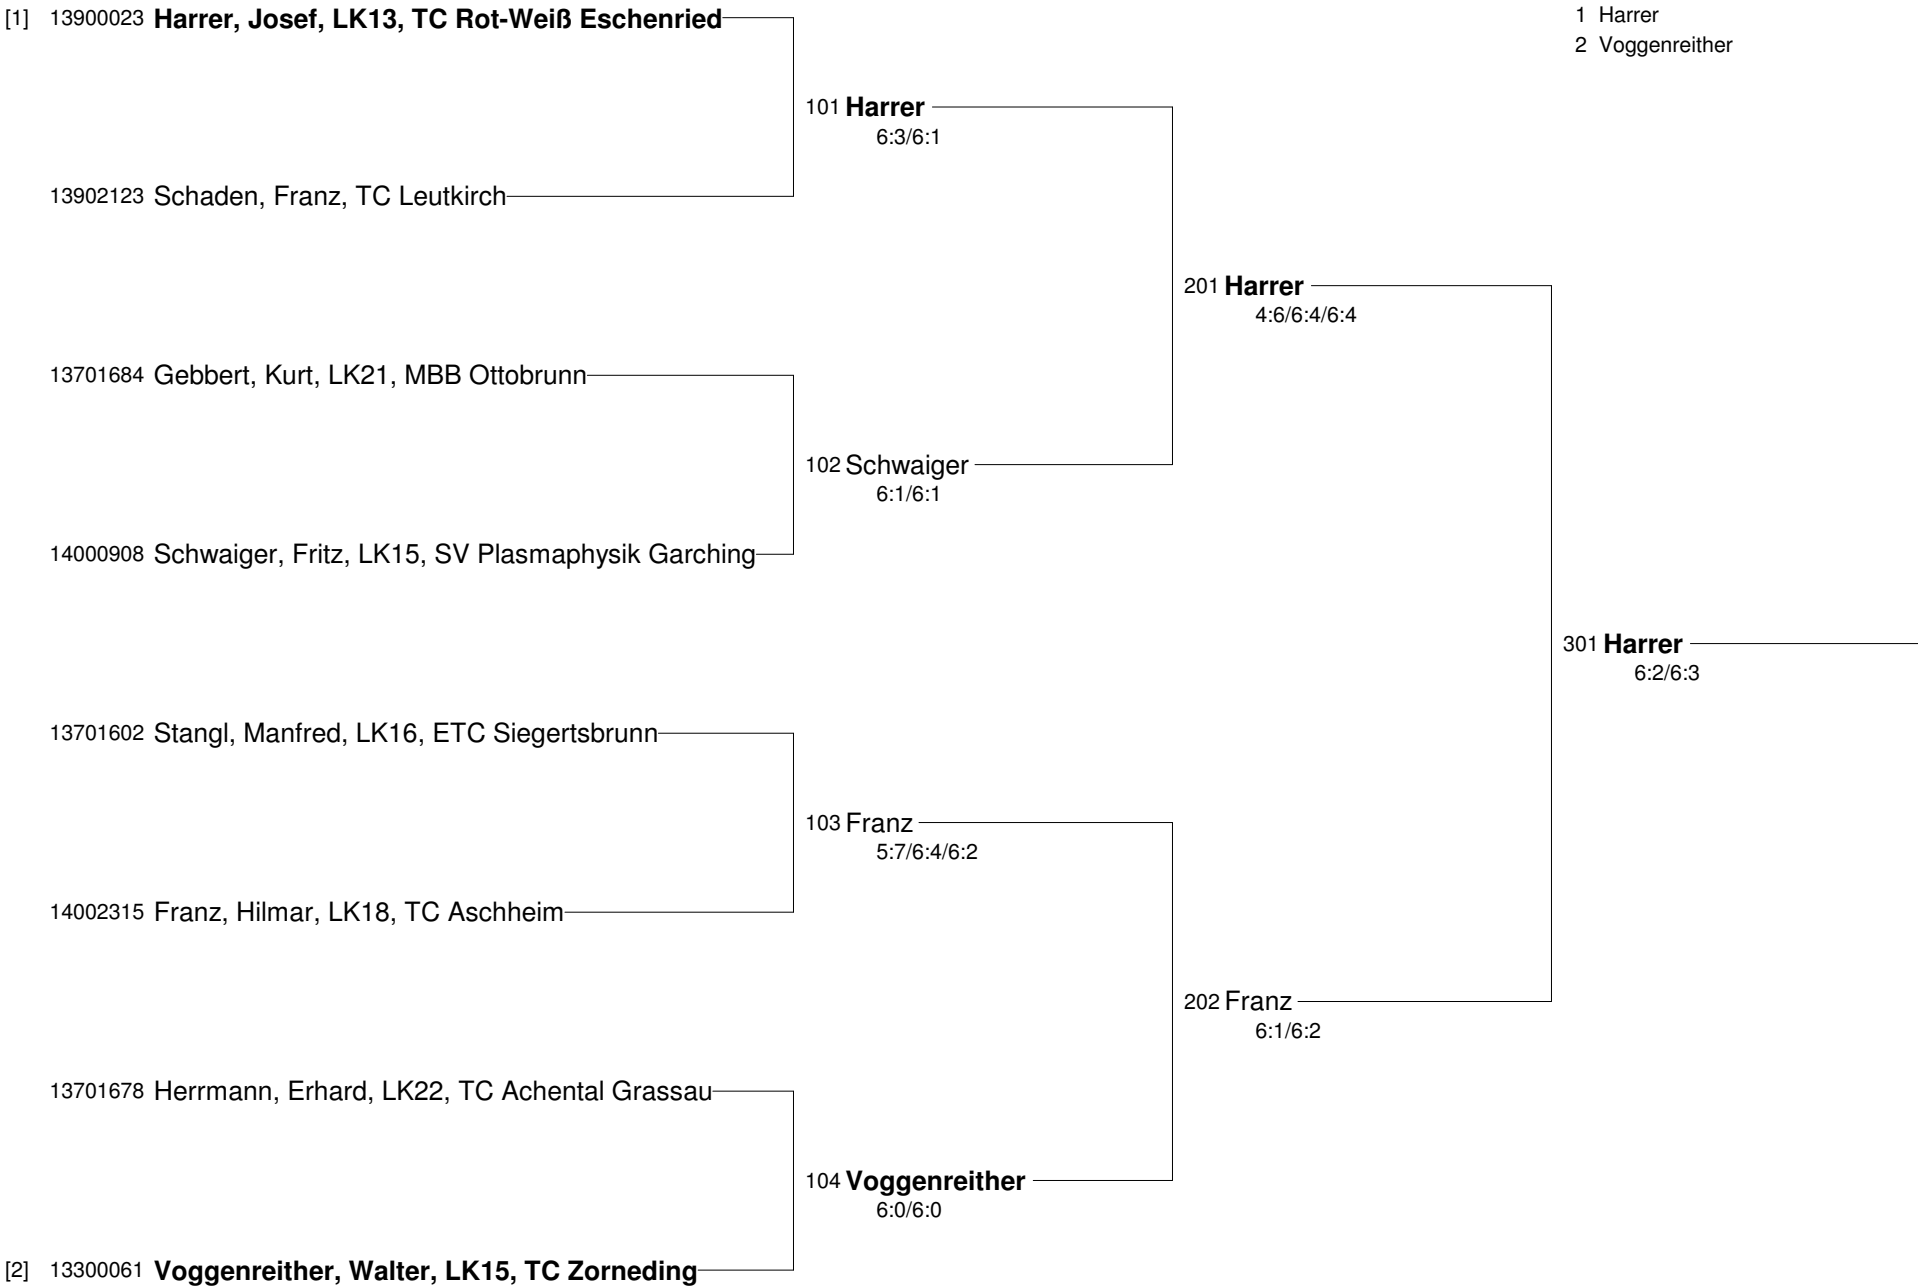 [1] 13900023 Harrer, Josef, LK13, TC Rot-Weiß Eschenried
1 Harrer
2 Voggenreither
101 Harrer
6:3/6:1
13902123 Schaden, Franz, TC Leutkirch
201 Harrer
4:6/6:4/6:4
13701684 Gebbert, Kurt, LK21, MBB Ottobrunn
102 Schwaiger
6:1/6:1
14000908 Schwaiger, Fritz, LK15, SV Plasmaphysik Garching
301 Harrer
6:2/6:3
13701602 Stangl, Manfred, LK16, ETC Siegertsbrunn
103 Franz
5:7/6:4/6:2
14002315 Franz, Hilmar, LK18, TC Aschheim
202 Franz
6:1/6:2
13701678 Herrmann, Erhard, LK22, TC Achental Grassau
104 Voggenreither
6:0/6:0
[2] 13300061 Voggenreither, Walter, LK15, TC Zorneding